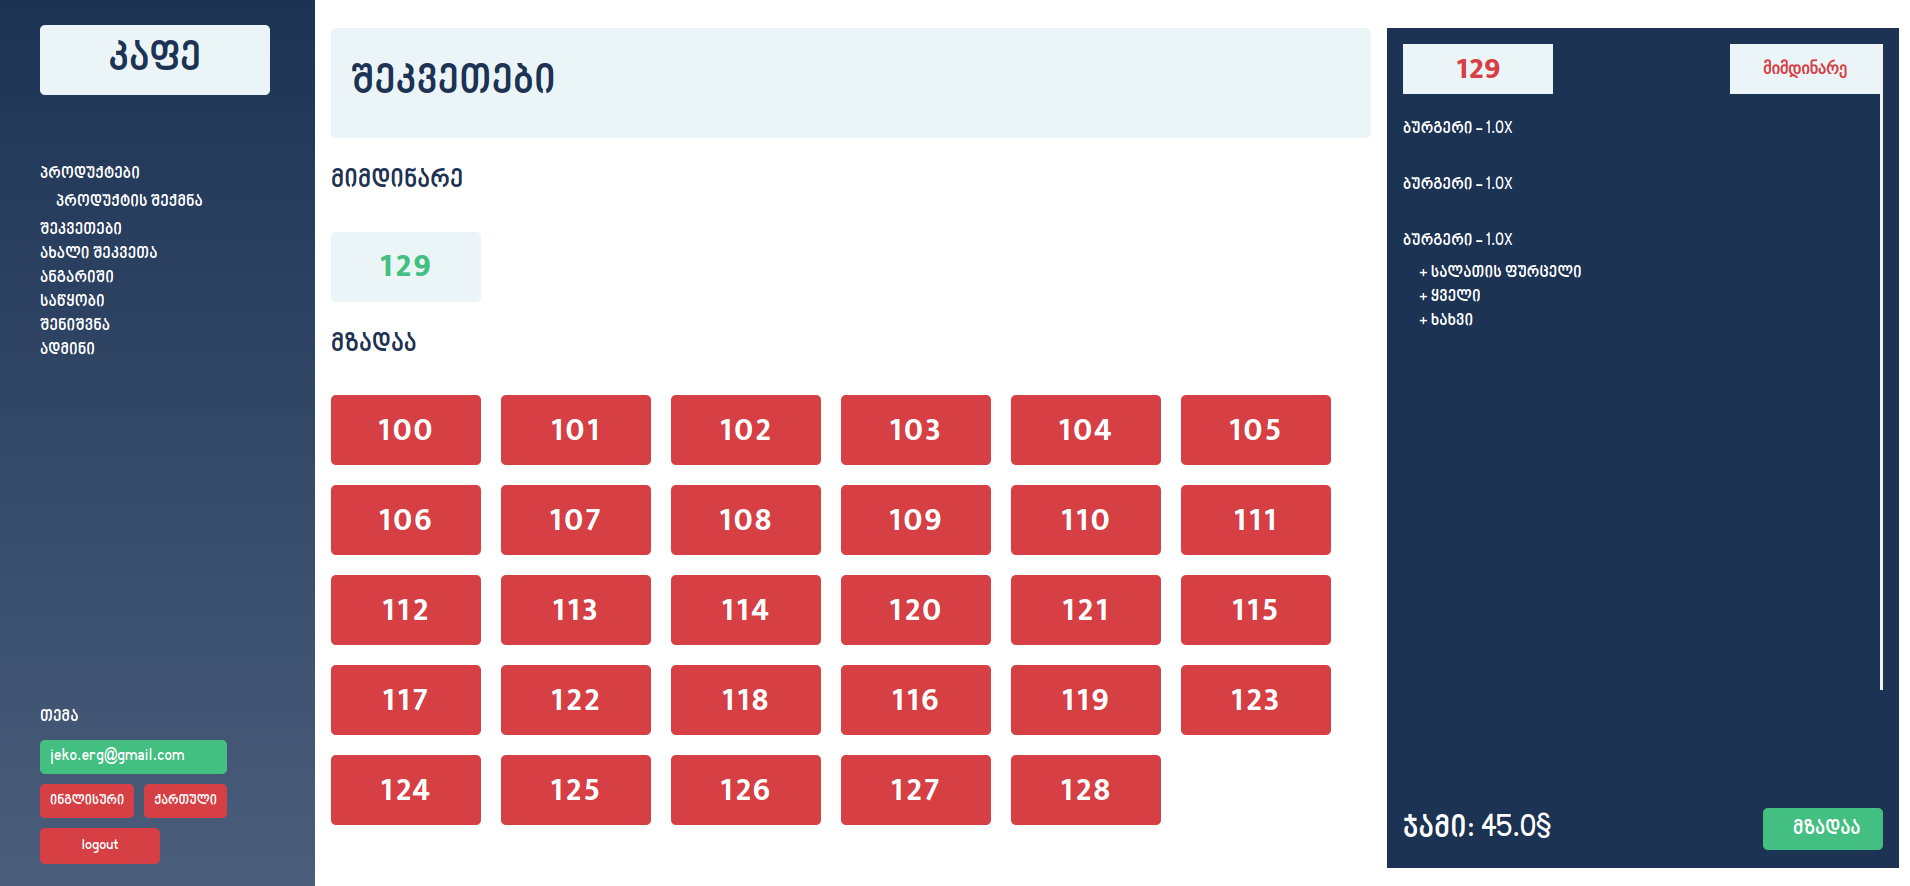 კაფე
პროდუქტები
პროდუქტის შექმნა
შეკვეთები
ახალი შეკვეთა
ანგარიში
საწყობი
შენიშვნა
ადმინი
თემა
jeko.erg@gmail.com
ინგლისური ქართული
logout
შეკვეთები
მიმდინარე
129
მზადაა
100 101 102 103 104 105
106 107 108 109 110 111
112 113 114 120 121 115
117 122 118 116 119 123
124 125 126 127 128
129 მიმდინარე
ბურგერი - 1.0X
ბურგერი - 1.0X
ბურგერი - 1.0X
+ სალათის ფურცელი
+ ყველი
+ ხახვი
ჯამი: 45.0§ მზადაა